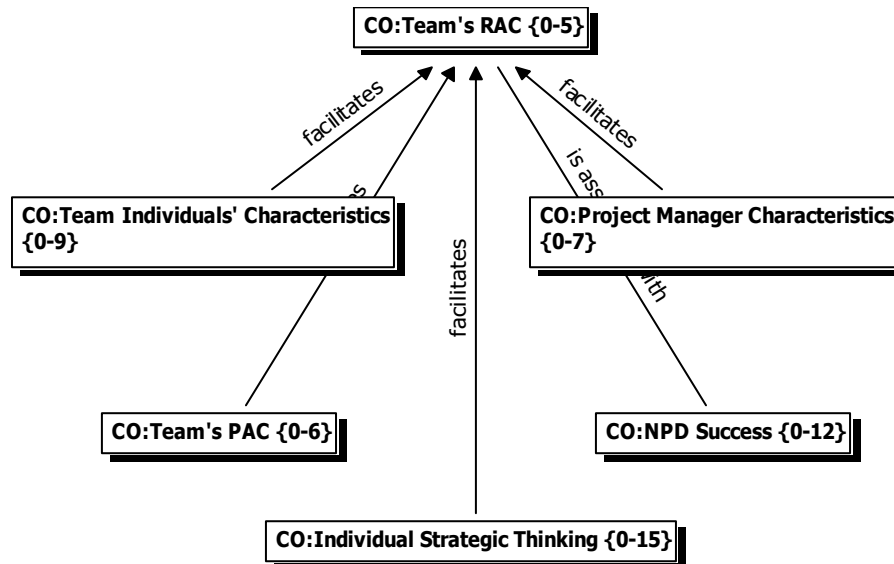 CO:Team's RAC {0-5}
facilitates
facilitates
CO:Team Individuals' Characteristics
{0-9}
CO:Project Manager Characteristics
{0-7}
facilitates
CO:Team's PAC {0-6}
CO:NPD Success {0-12}
CO:Individual Strategic Thinking {0-15}